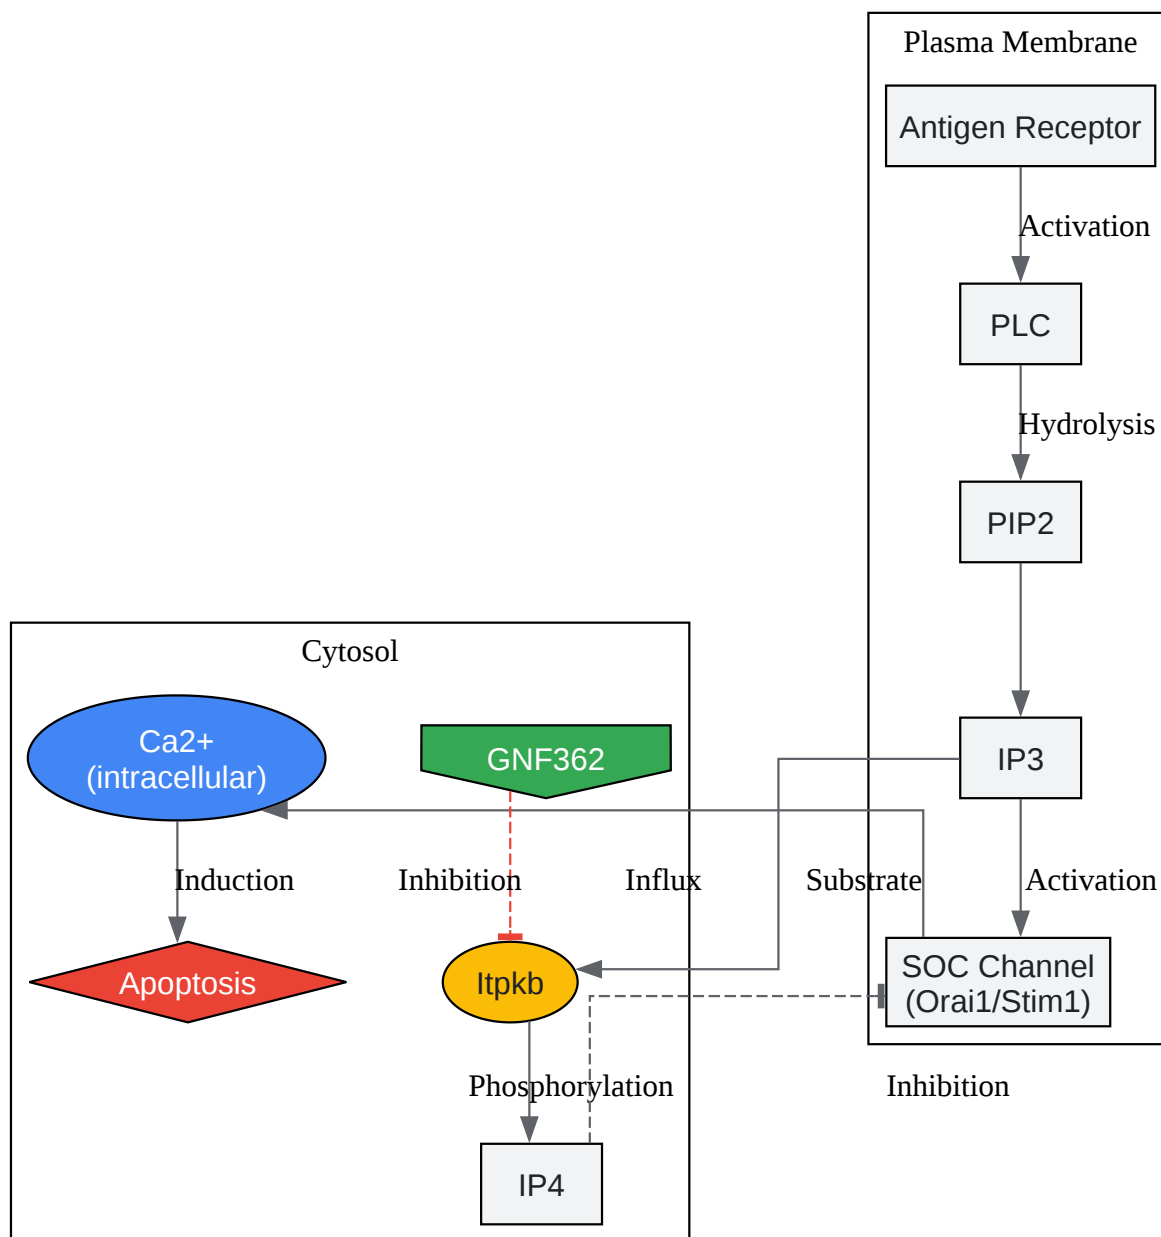 Plasma Membrane
Antigen Receptor
Activation
PLC
Hydrolysis
PIP2
Cytosol
Ca2+
(intracellular)
GNF362
IP3
Induction
Inhibition
Influx
Substrate
Activation
Apoptosis
Itpkb
SOC Channel
(Orai1/Stim1)
Phosphorylation
Inhibition
IP4